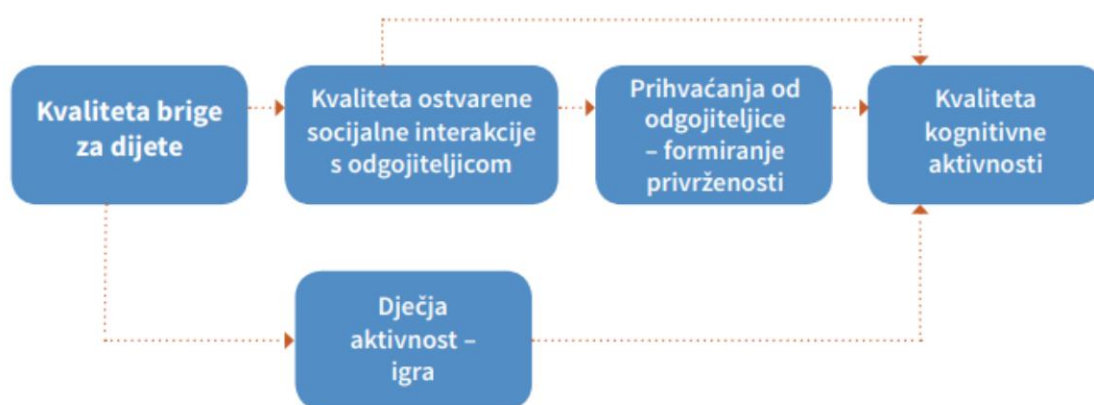 Kvaliteta brige
za dijete
Kvaliteta ostvarene
socijalne interakcije
s odgojiteljicom
Prihvaćanja od
odgojiteljice
– formiranje
privrženosti
Kvaliteta
kognitivne
aktivnosti
Dječja
aktivnost –
igra